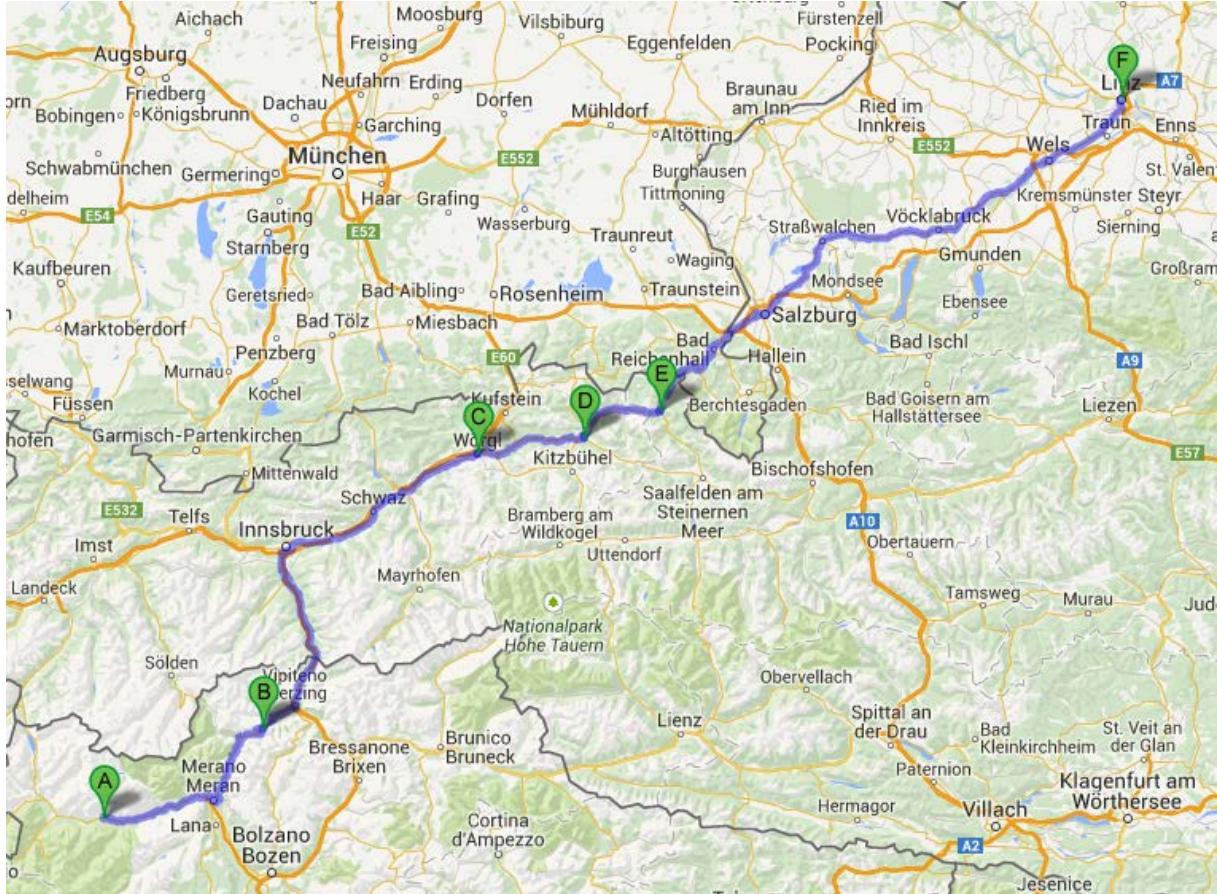 Aichach
Moosburg
Vilsbiburg
Fürstenzell
Pocking
Augsburg
Freising
Eggenfelden
Friedberg
Neufahrn
Erding
Dorfen
Mühldorf
Braunau
am Inn
Ried im
Innkreis
F
Linz
A7
Bobingen
Königsbrunn
Dachau
Garching
Altötting
E552
Traun
Enns
Schwabmünchen
München
E552
Burghausen
Wels
St. Valen
Germering
Haar
Grafing
Tittmoning
Kremsmünster
Steyr
delheim
E54
Gauting
E52
Wasserburg
Vöcklabruck
Sierning
Starnberg
Traunreut
Straßwalchen
Gmunden
Kaufbeuren
Waging
Mondsee
Großram
Geretsried
Bad Aibling
Rosenheim
Traunstein
Ebensee
Marktoberdorf
Bad Tölz
Miesbach
Salzburg
Penzberg
E60
Bad
Reichenhall
Hallein
Bad Ischl
A9
sselwang
Murnau
Kochel
E
Füssen
Kufstein
D
Berchtesgaden
Bad Goisern am
Hallstättersee
Liezen
hofen
Garmisch-Partenkirchen
C
Wörgl
E57
Mittenwald
Kitzbühel
Bischofshofen
Schwaz
Saalfelden am
Steinernen
Meer
E532
Telfs
Innsbruck
Bramberg am
Wildkogel
A10
Imst
Uttendorf
Obertauern
Landeck
Mayrhofen
Tamsweg
Murau
Jud
Nationalpark
Hohe Tauern
Sölden
Vipiteno
B
Obervellach
Lienz
Spittal an
der Drau
Bad
Kleinkirchheim
St. Veit an
der Glan
Bressanone
Brixen
Brunico
Bruneck
A
Merano
Meran
Paternion
Klagenfurt am
Wörthersee
Lana
Hermagor
Villach
Bolzano
Bozen
Cortina
d'Ampezzo
A2
Jesenice